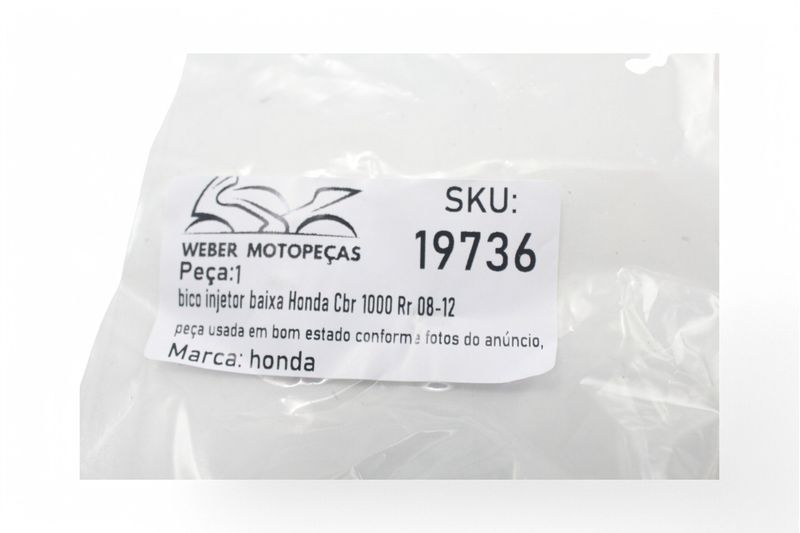 SKU:
19736
WEBER MOTOPEÇAS
Peça:1
bico injetor baixa Honda Cbr 1000 Rr 08-12
peça usada em bom estado conforme fotos do anúncio,
Marca: honda